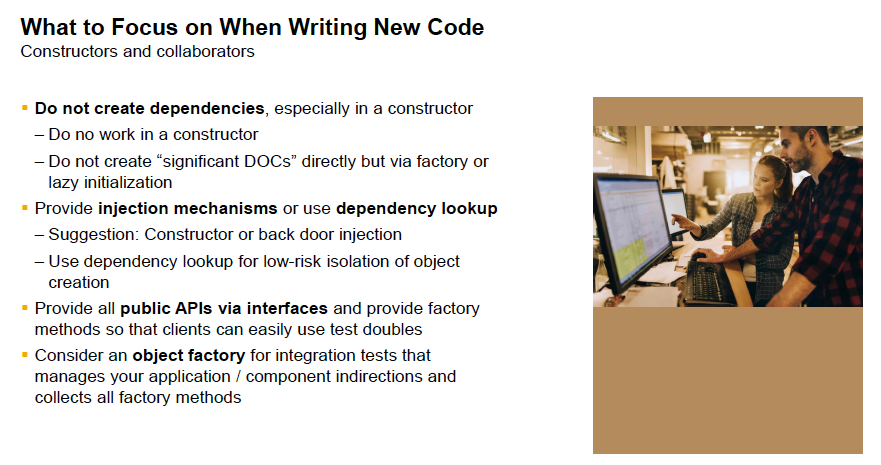 What to Focus on When Writing New Code
Constructors and collaborators
▪ Do not create dependencies, especially in a constructor
– Do no work in a constructor
– Do not create “significant DOCs” directly but via factory or
lazy initialization
▪ Provide injection mechanisms or use dependency lookup
– Suggestion: Constructor or back door injection
– Use dependency lookup for low-risk isolation of object
creation
▪ Provide all public APIs via interfaces and provide factory
methods so that clients can easily use test doubles
▪ Consider an object factory for integration tests that
manages your application / component indirections and
collects all factory methods